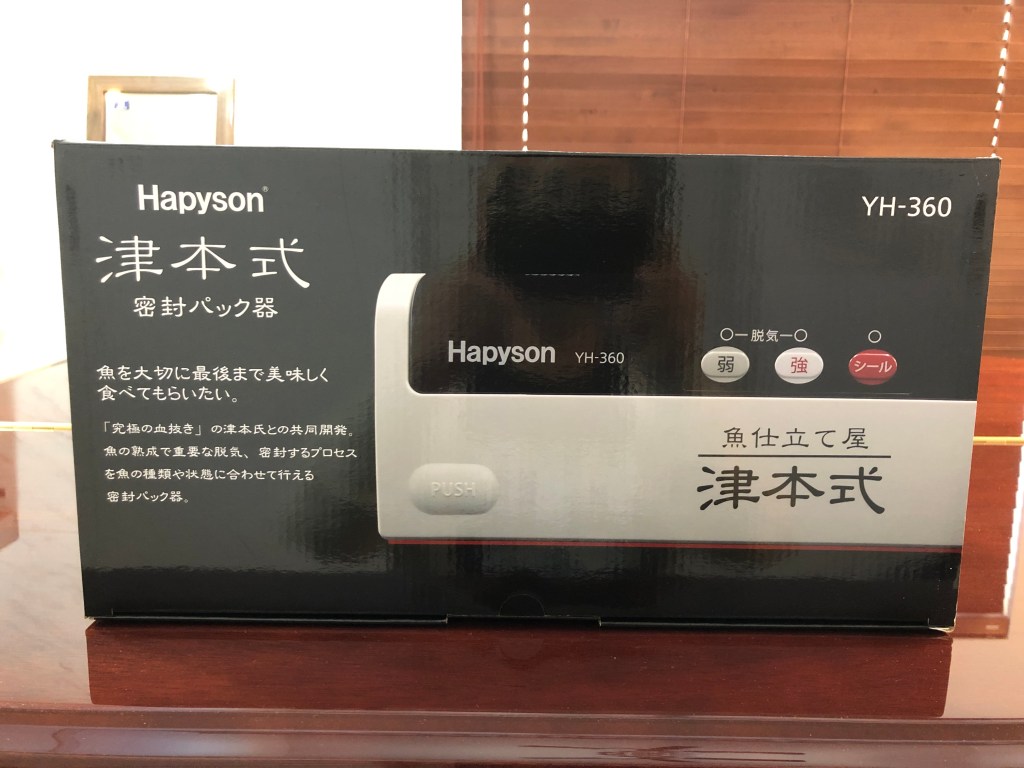 Hapyson®
津本式
密封パック器
魚を大切に最後まで美味しく
食べてもらいたい。
「究極の血抜き」の津本氏との共同開発。
魚の熟成で重要な脱気、密封するプロセス
を魚の種類や状態に合わせて行える
密封パック器。
YH-360
Hapyson YH-360
脱気
弱 強 シール
PUSH
魚仕立て屋
津本式